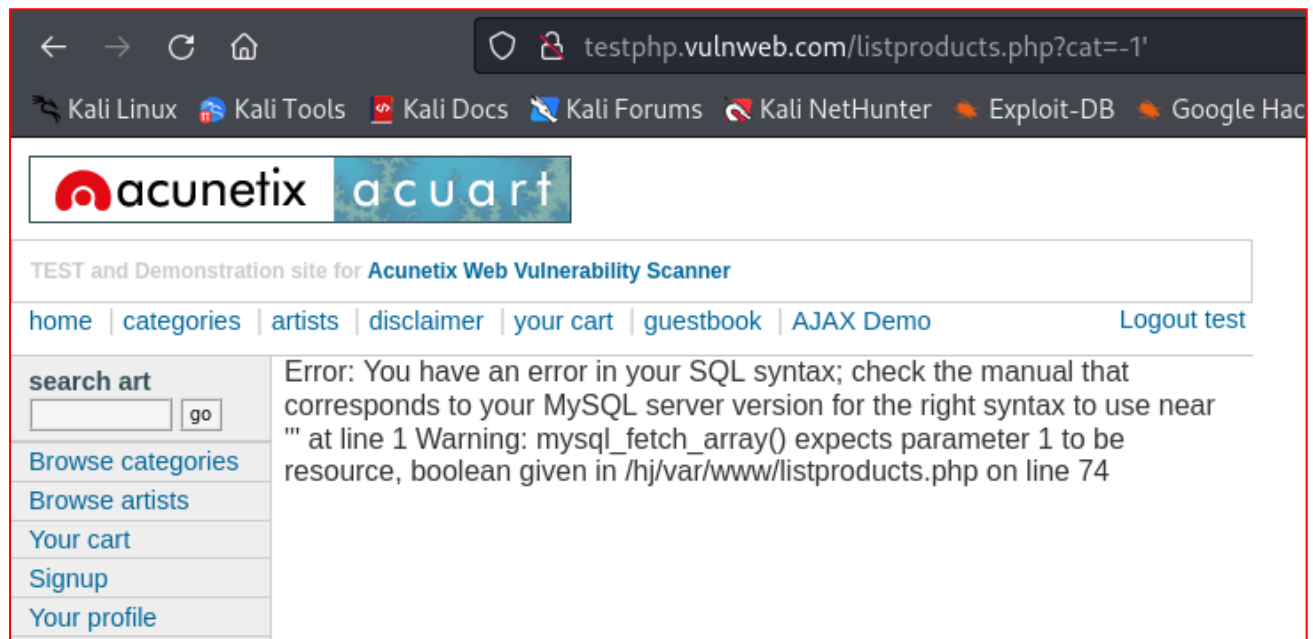 testphp.vulnweb.com/listproducts.php?cat=-1'
Kali Linux Kali Tools Kali Docs Kali Forums Kali NetHunter Exploit-DB Google Hac
acunetix acuart
TEST and Demonstration site for Acunetix Web Vulnerability Scanner
home | categories | artists | disclaimer | your cart | guestbook | AJAX Demo Logout test
search art
go
Browse categories
Browse artists
Your cart
Signup
Your profile
Error: You have an error in your SQL syntax; check the manual that
corresponds to your MySQL server version for the right syntax to use near
''' at line 1 Warning: mysql_fetch_array() expects parameter 1 to be
resource, boolean given in /hj/var/www/listproducts.php on line 74